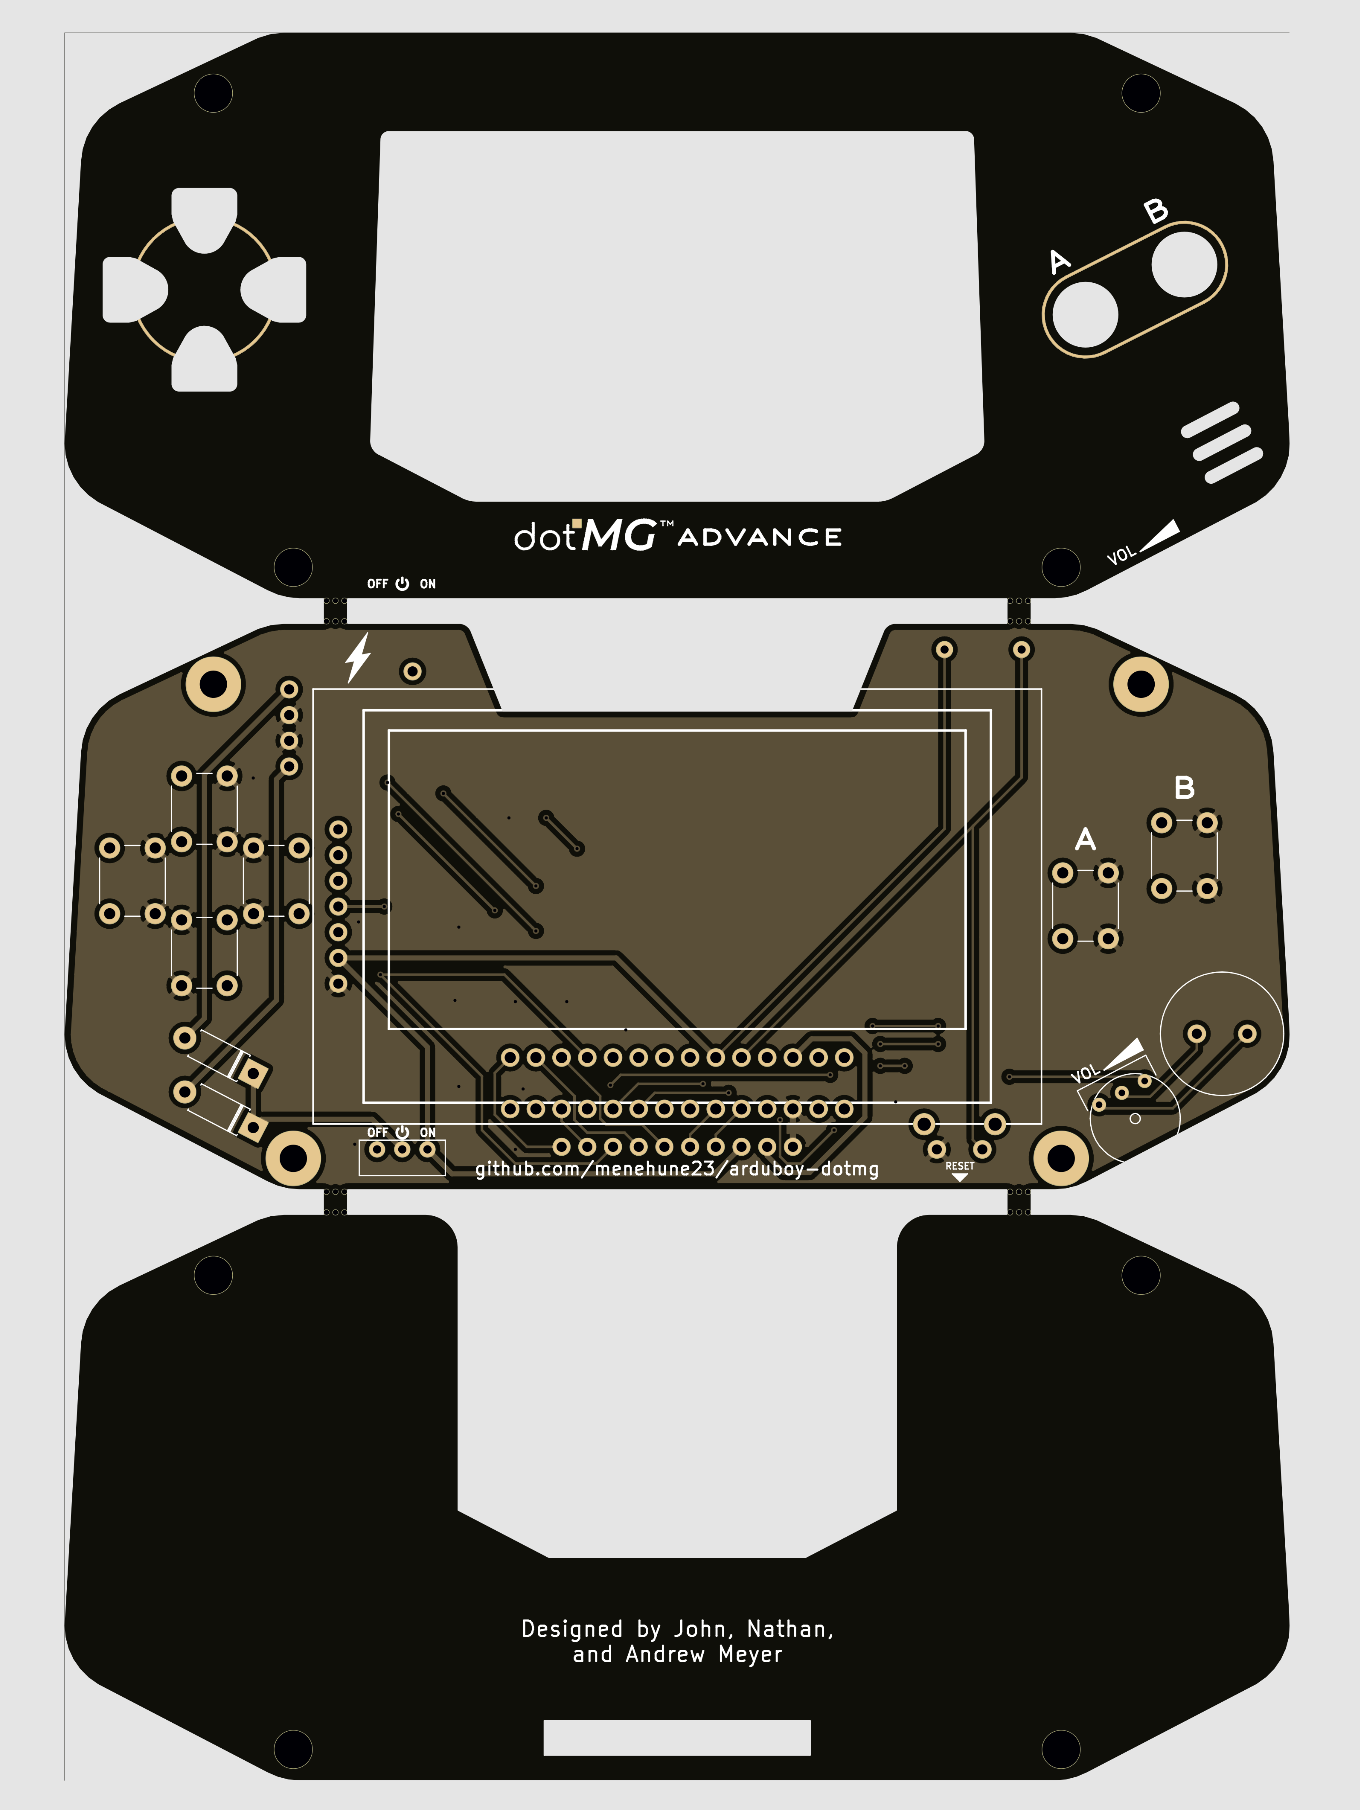 B
A
dotMG™ ADVANCE
VOL
OFF ON
B
A
VOL
OFF ON
github.com/menehune23/arduboy-dotmg
RESET
Designed by John, Nathan,
and Andrew Meyer